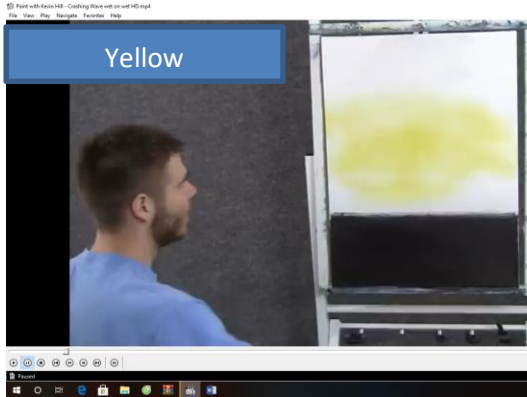 Paint with Kevin Hill - Crashing Wave wet on wet HD.mp4
File View Play Navigate Favorites Help
Yellow
Paused